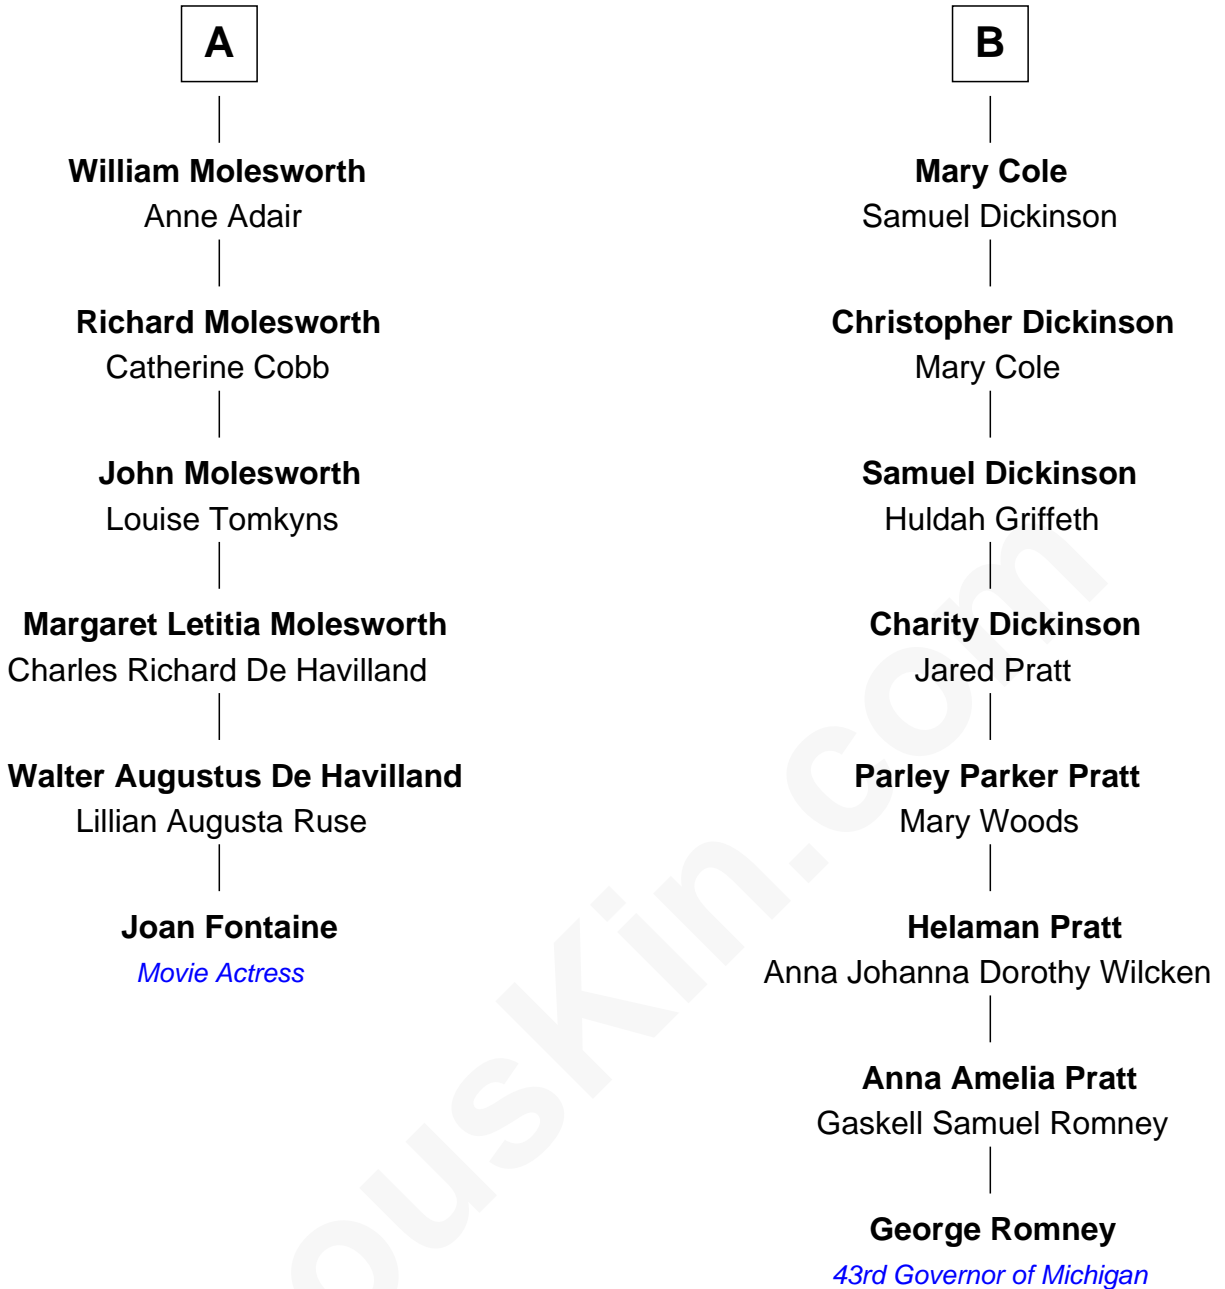 A
William Molesworth
Anne Adair
Richard Molesworth
Catherine Cobb
John Molesworth
Louise Tomkyns
Margaret Letitia Molesworth
Charles Richard De Havilland
Walter Augustus De Havilland
Lillian Augusta Ruse
Joan Fontaine
Movie Actress
B
Mary Cole
Samuel Dickinson
Christopher Dickinson
Mary Cole
Samuel Dickinson
Huldah Griffeth
Charity Dickinson
Jared Pratt
Parley Parker Pratt
Mary Woods
Helaman Pratt
Anna Johanna Dorothy Wilcken
Anna Amelia Pratt
Gaskell Samuel Romney
George Romney
43rd Governor of Michigan
ousKin.com